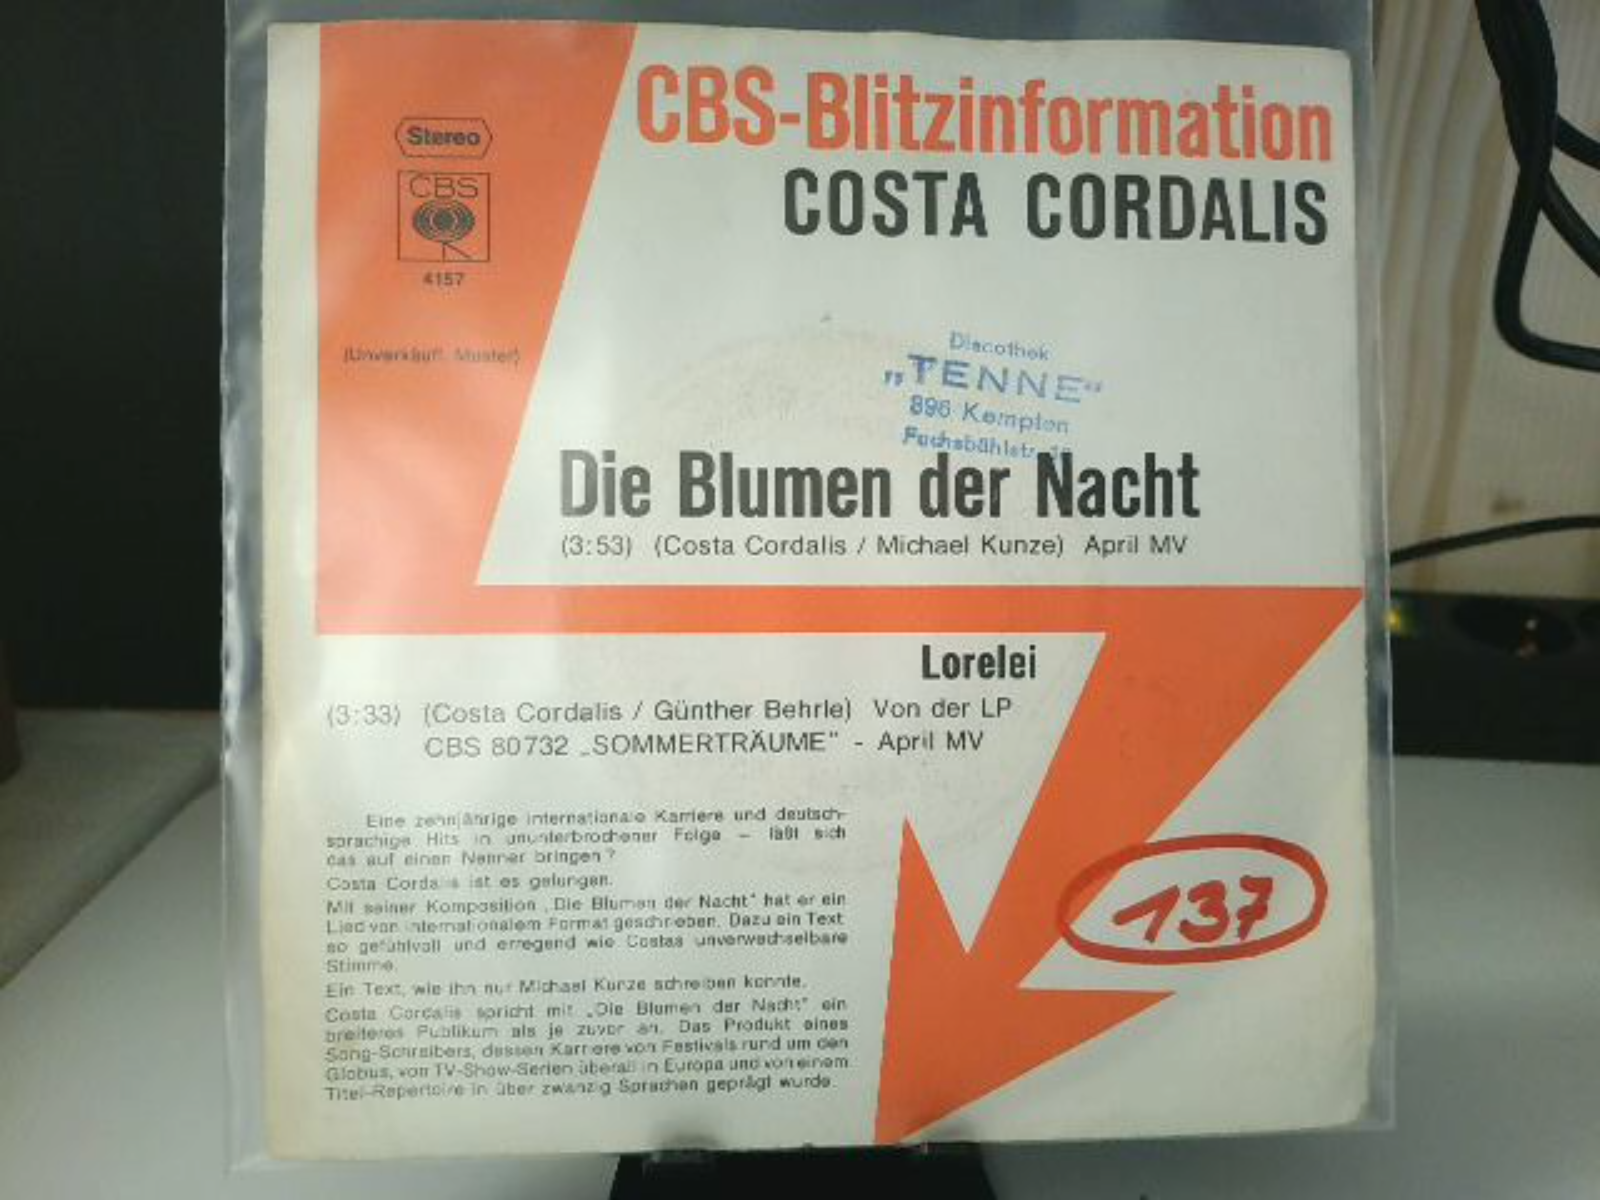 CBS-Blitzinformation
COSTA CORDALIS
Stereo
CBS
4157
(Unverkäufl. Muster)
Discothek
„TENNE“
896 Kempten
Fuchsbühlstr.
Die Blumen der Nacht
(3:53) (Costa Cordalis / Michael Kunze) April MV
Lorelei
(3:33) (Costa Cordalis / Günther Behrle) Von der LP
CBS 80732 „SOMMERTRÄUME“ - April MV
Eine zehnjährige internationale Karriere und deutsch-
sprachige Hits in ununterbrochener Folge – läßt sich
das auf einen Nenner bringen?
Costa Cordalis ist es gelungen.
Mit seiner Komposition „Die Blumen der Nacht“ hat er ein
Lied von internationalem Format geschrieben. Dazu ein Text
so gefühlvoll und erregend wie Costas unverwechselbare
Stimme.
Ein Text, wie ihn nur Michael Kunze schreiben konnte.
Costa Cordalis spricht mit „Die Blumen der Nacht“ ein
breiteres Publikum als je zuvor an. Das Produkt eines
Song-Schreibers, dessen Karriere von Festivals rund um den
Globus, von TV-Show-Serien überall in Europa und von einem
Titel-Repertoire in über zwanzig Sprachen geprägt wurde.
137